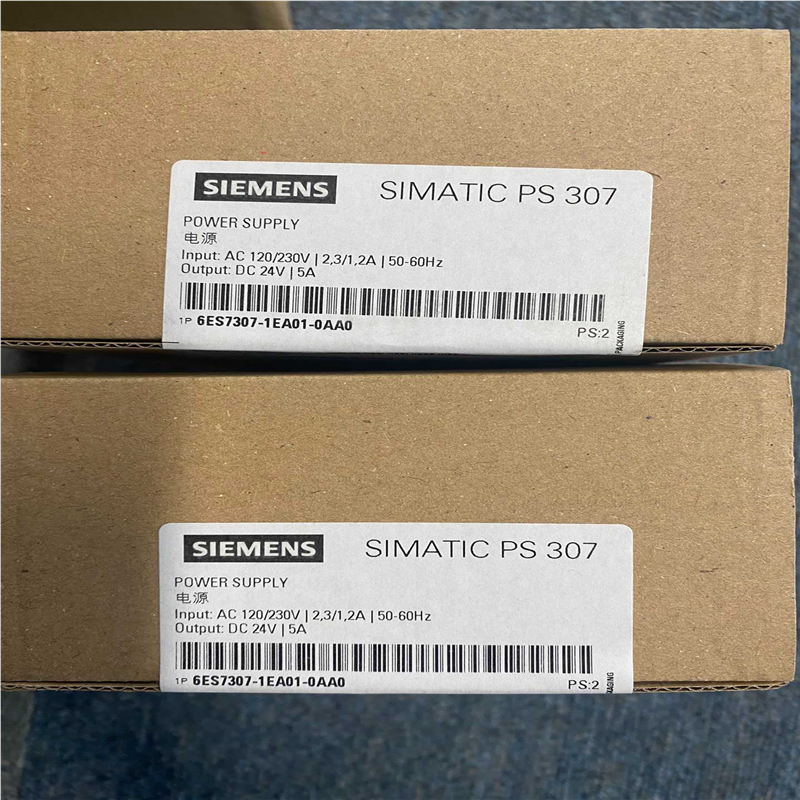 SIEMENS SIMATIC PS 307
POWER SUPPLY
电源
Input: AC 120/230V | 2,3/1,2A | 50-60Hz
Output: DC 24V | 5A
1P 6ES7307-1EA01-0AA0
PS:2
PACKAGING
SIEMENS SIMATIC PS 307
POWER SUPPLY
电源
Input: AC 120/230V | 2,3/1,2A | 50-60Hz
Output: DC 24V | 5A
1P 6ES7307-1EA01-0AA0
PS:2